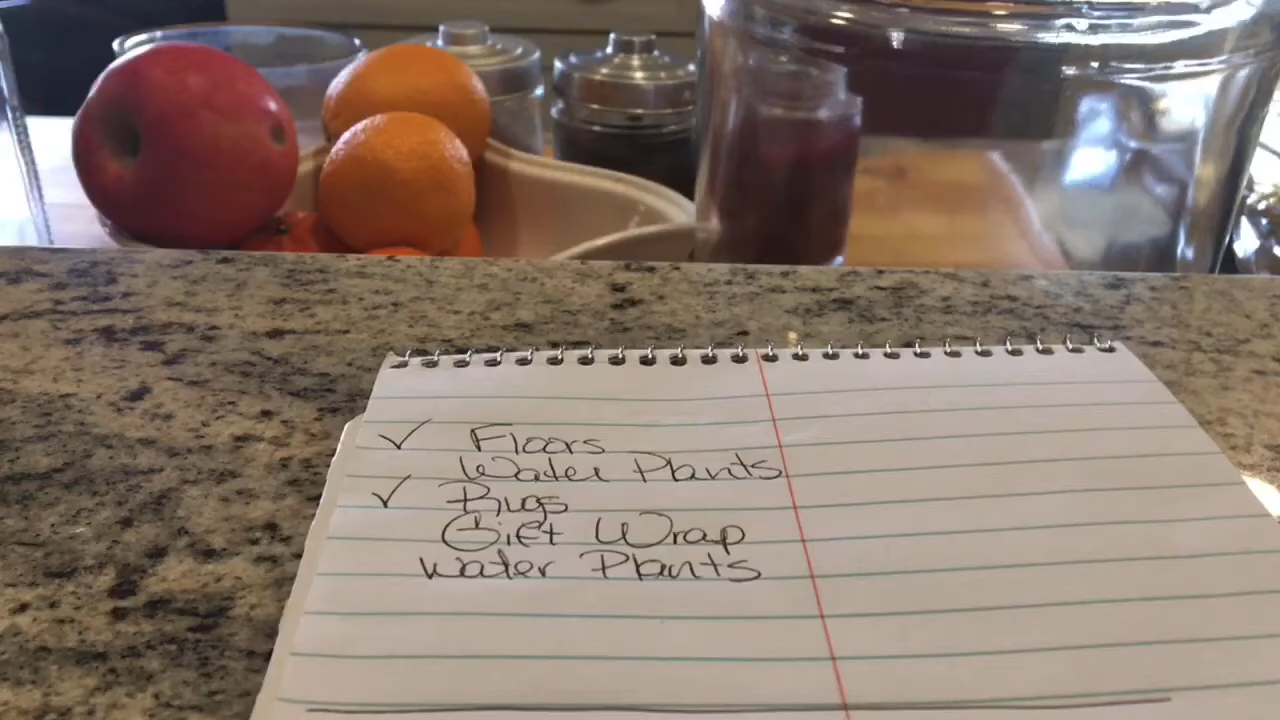 ✓ Floors
Water Plants
✓ Rugs
Gift Wrap
Water Plants